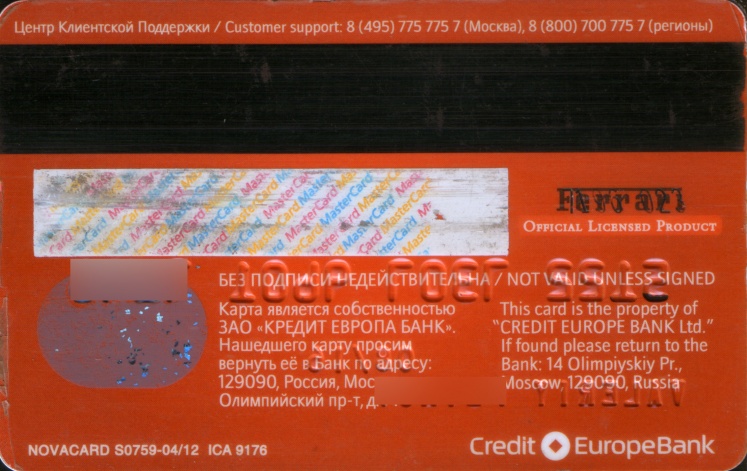 Центр Клиентской Поддержки / Customer support: 8 (495) 775 775 7 (Москва), 8 (800) 700 775 7 (регионы)
MasterCard MasterCard MasterCard MasterCard
Ferrari
OFFICIAL LICENSED PRODUCT
БЕЗ ПОДПИСИ НЕДЕЙСТВИТЕЛЬНА / NOT VALID UNLESS SIGNED
Карта является собственностью
ЗАО «КРЕДИТ ЕВРОПА БАНК».
Нашедшего карту просим
вернуть её в Банк по адресу:
129090, Россия, Мос
Олимпийский пр-т, д.
This card is the property of
“CREDIT EUROPE BANK Ltd.”
If found please return to the
Bank: 14 Olimpiyskiy Pr.,
Moscow, 129090, Russia
NOVACARD S0759-04/12 ICA 9176
Credit EuropeBank